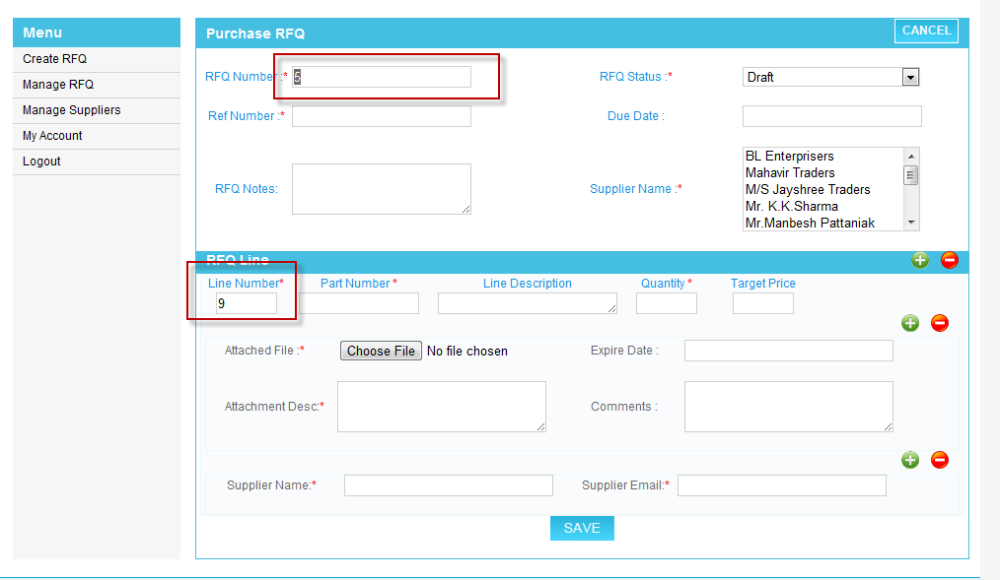 Menu
Create RFQ
Manage RFQ
Manage Suppliers
My Account
Logout
Purchase RFQ
CANCEL
RFQ Number :* 5
RFQ Status :* Draft
Ref Number :*
Due Date :
RFQ Notes:
Supplier Name :*
BL Enterprisers
Mahavir Traders
M/S Jayshree Traders
Mr. K.K.Sharma
Mr.Manbesh Pattaniak
RFQ Line
Line Number* Part Number * Line Description Quantity * Target Price
9
Attached File :* Choose File No file chosen Expire Date :
Attachment Desc:* Comments :
Supplier Name:* Supplier Email:*
SAVE